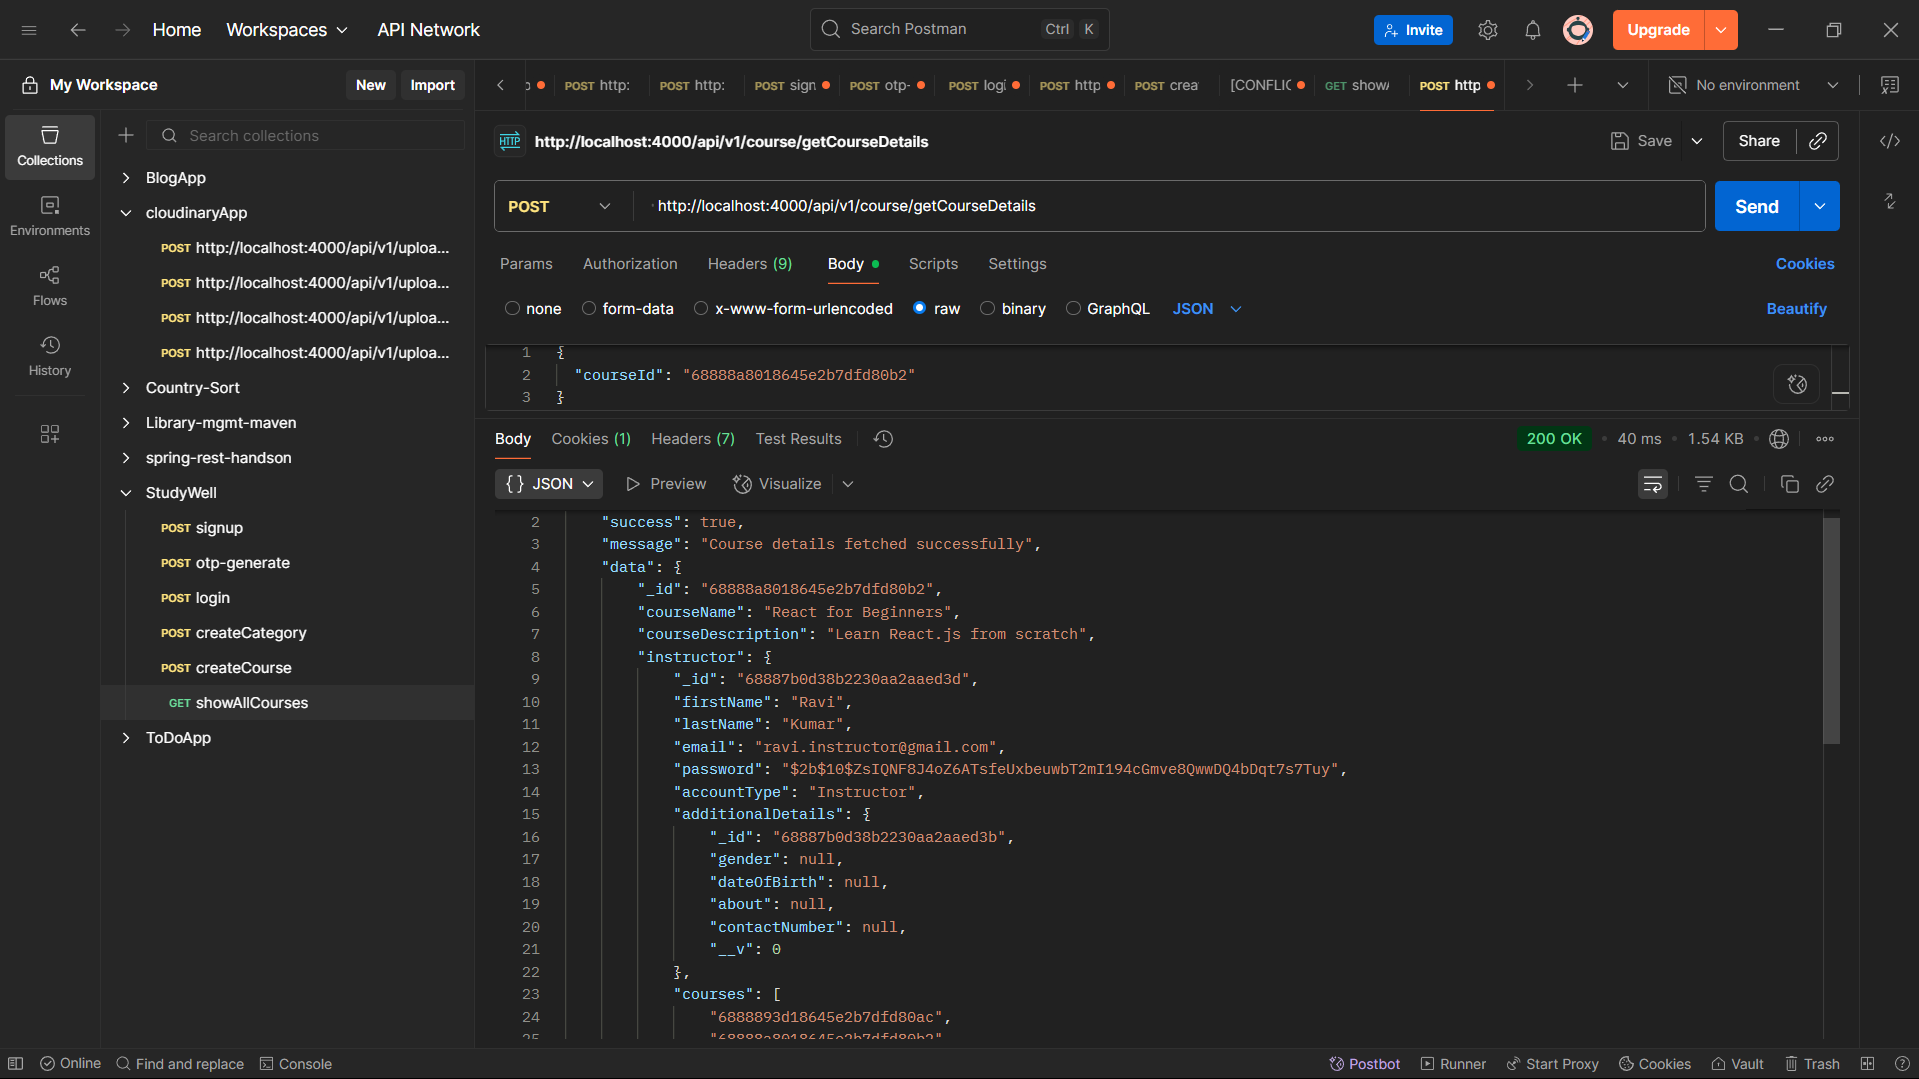 Home Workspaces API Network Search Postman Ctrl K Invite Upgrade
My Workspace New Import
POST http: POST http: POST sign POST otp- POST logi POST http POST crea [CONFLIC GET show/ POST http No environment
Collections
Environments
Flows
History
Search collections
BlogApp
cloudinaryApp
POST http://localhost:4000/api/v1/uploa...
POST http://localhost:4000/api/v1/uploa...
POST http://localhost:4000/api/v1/uploa...
POST http://localhost:4000/api/v1/uploa...
Country-Sort
Library-mgmt-maven
spring-rest-handson
StudyWell
POST signup
POST otp-generate
POST login
POST createCategory
POST createCourse
GET showAllCourses
ToDoApp
HTTP http://localhost:4000/api/v1/course/getCourseDetails Save Share
POST http://localhost:4000/api/v1/course/getCourseDetails Send
Params Authorization Headers (9) Body Scripts Settings Cookies
none form-data x-www-form-urlencoded raw binary GraphQL JSON Beautify
1 {
2 "courseId": "68888a8018645e2b7dfd80b2"
3 }
Body Cookies (1) Headers (7) Test Results 200 OK 40 ms 1.54 KB
{} JSON Preview Visualize
2 "success": true,
3 "message": "Course details fetched successfully",
4 "data": {
5 "_id": "68888a8018645e2b7dfd80b2",
6 "courseName": "React for Beginners",
7 "courseDescription": "Learn React.js from scratch",
8 "instructor": {
9 "_id": "68887b0d38b2230aa2aaed3d",
10 "firstName": "Ravi",
11 "lastName": "Kumar",
12 "email": "ravi.instructor@gmail.com",
13 "password": "$2b$10$ZsIQNF8J4oZ6ATsfeUxbeuwbT2mI194cGmve8QwwDQ4bDqt7s7Tuy",
14 "accountType": "Instructor",
15 "additionalDetails": {
16 "_id": "68887b0d38b2230aa2aaed3b",
17 "gender": null,
18 "dateOfBirth": null,
19 "about": null,
20 "contactNumber": null,
21 "__v": 0
22 },
23 "courses": [
24 "6888893d18645e2b7dfd80ac",
25 "68888a8018645e2b7dfd80b2"
Online Find and replace Console Postbot Runner Start Proxy Cookies Vault Trash